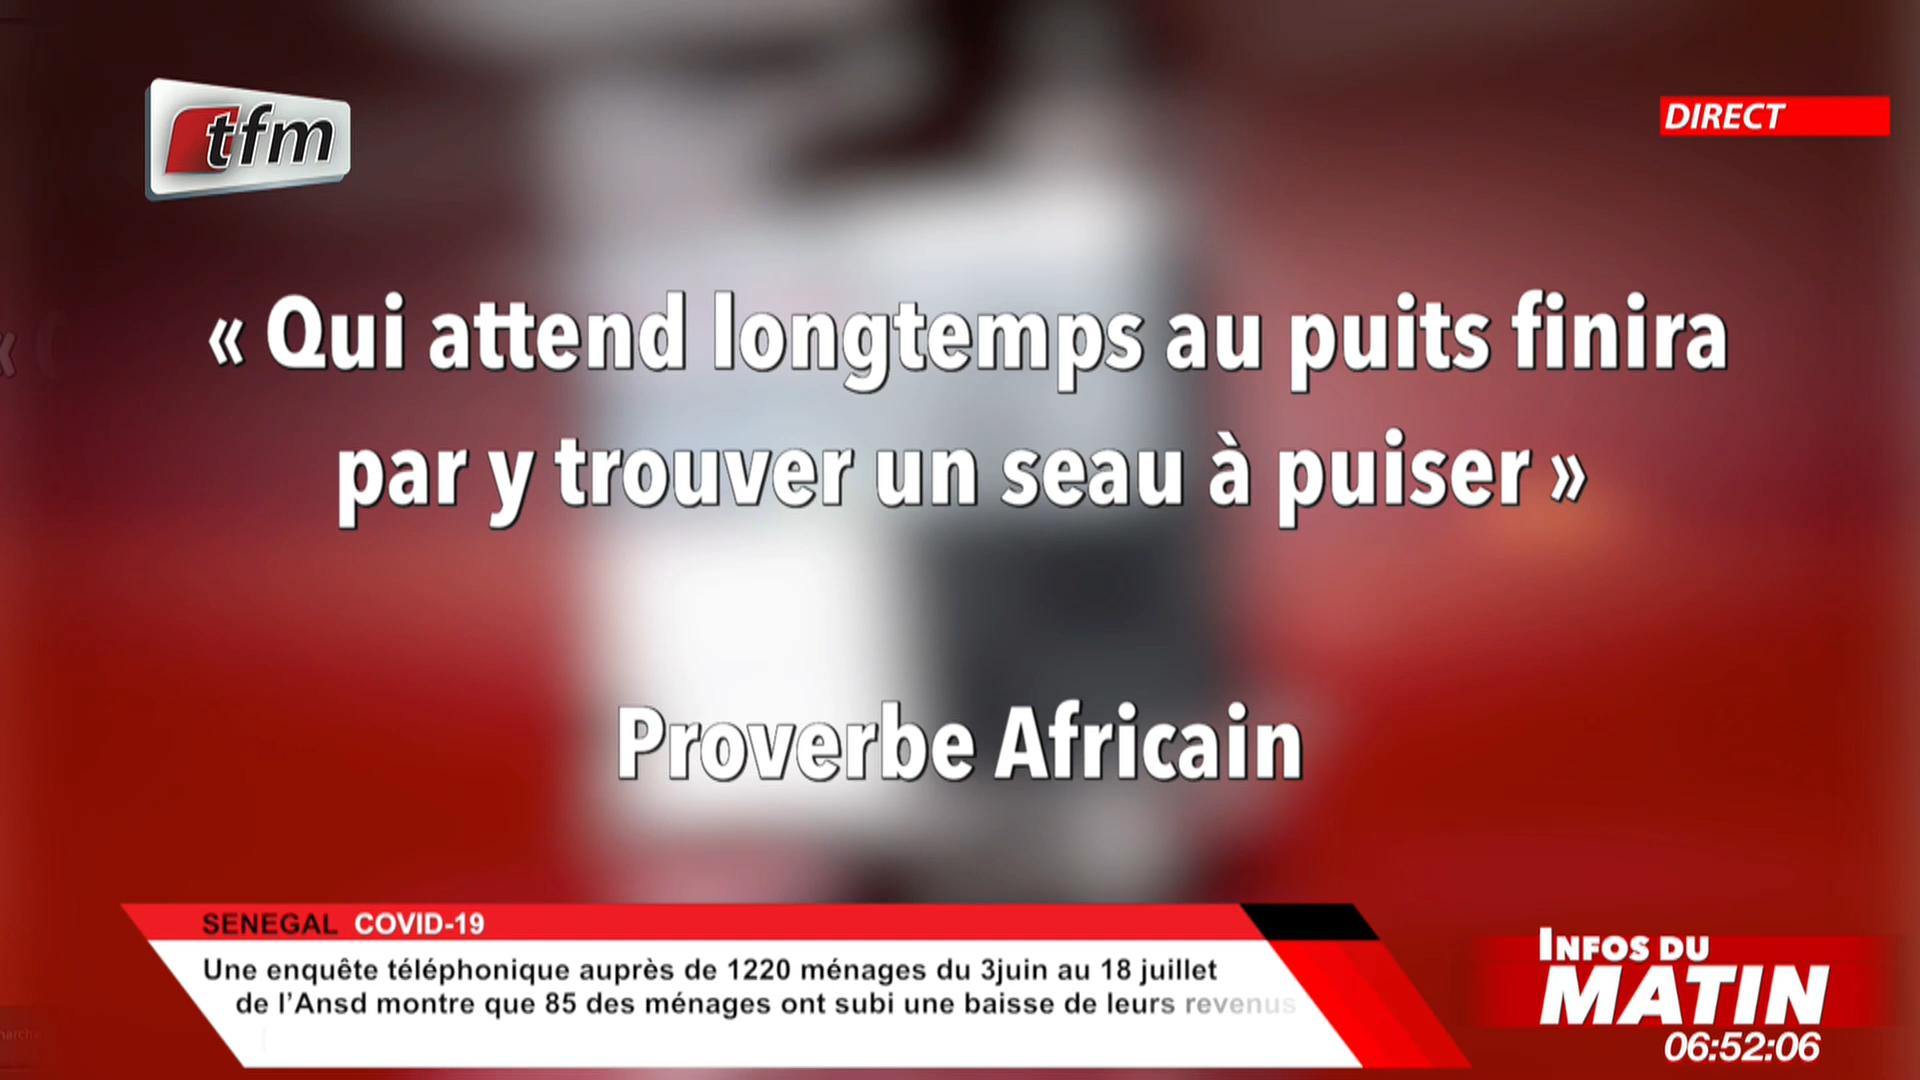 tfm
DIRECT
« Qui attend longtemps au puits finira
par y trouver un seau à puiser »
Proverbe Africain
SENEGAL COVID-19
Une enquête téléphonique auprès de 1220 ménages du 3juin au 18 juillet
de l'Ansd montre que 85 des ménages ont subi une baisse de leurs revenus
INFOS DU
MATIN
06:52:06